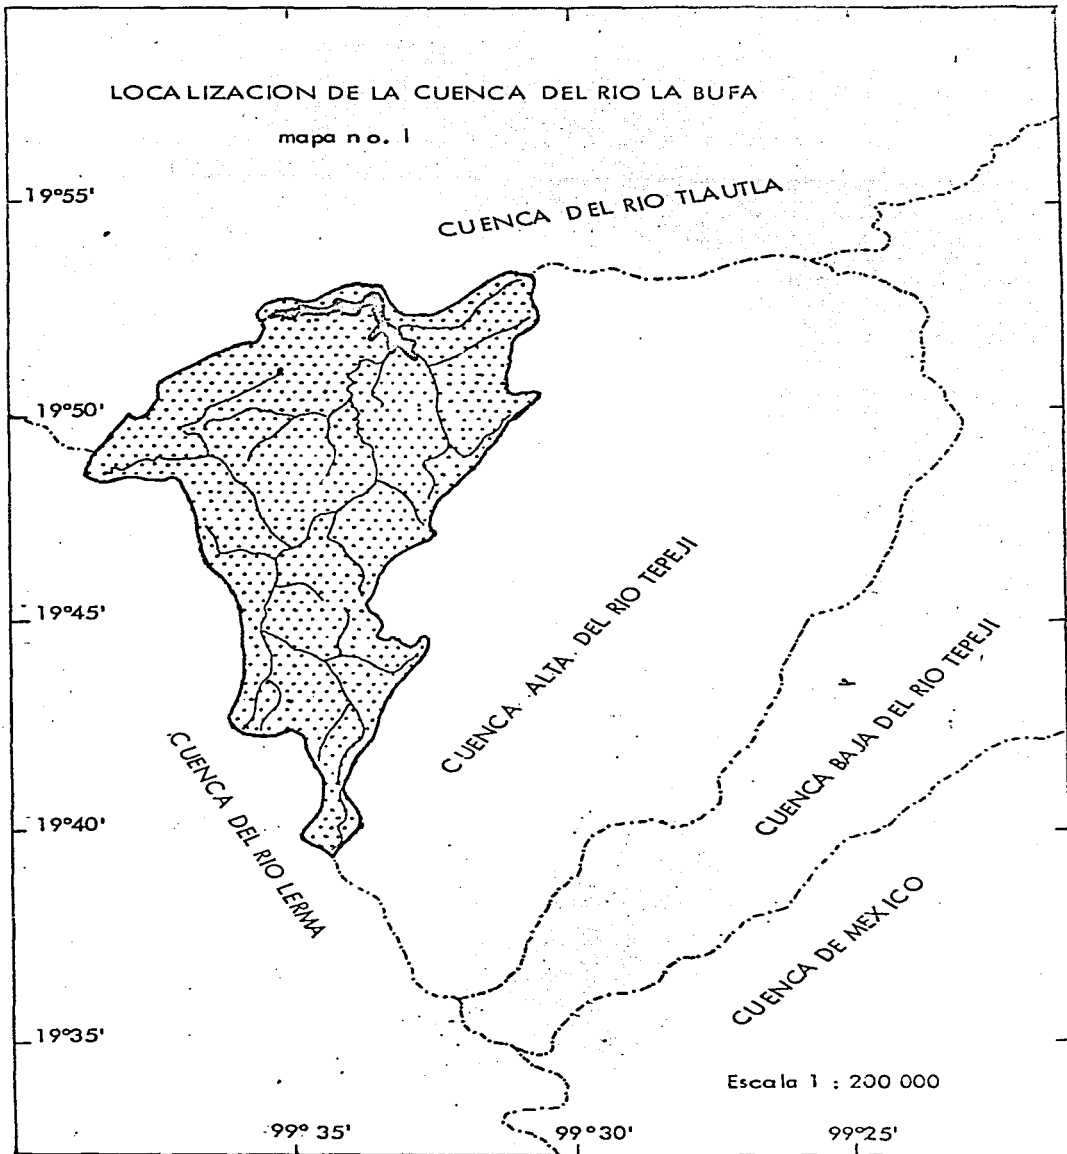 LOCALIZACION DE LA CUENCA DEL RIO LA BUFA
mapa no. 1
19°55'
CUENCA DEL RIO TLAUTLA
19°50'
19°45'
CUENCA ALTA DEL RIO TEPEJI
CUENCA BAJA DEL RIO TEPEJI
CUENCA DEL RIO LERMA
19°40'
CUENCA DE MEXICO
19°35'
Escala 1 : 200 000
99° 35'
99°30'
99°25'